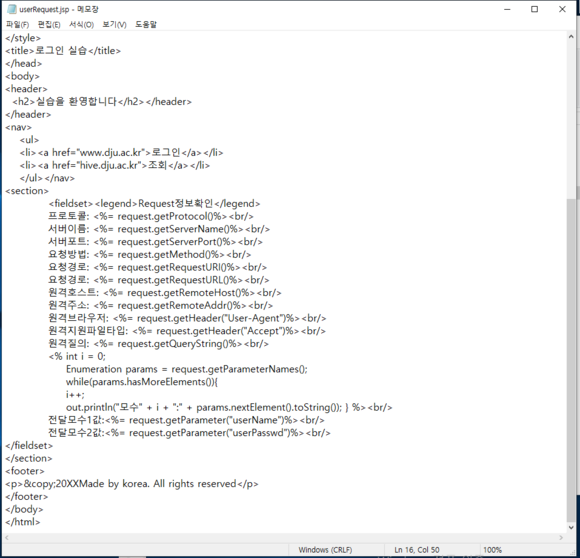 userRequest.jsp - 메모장
파일(F) 편집(E) 서식(O) 보기(V) 도움말
</style>
<title>로그인 실습</title>
</head>
<body>
<header>
<h2>실습을 환영합니다</h2></header>
</header>
<nav>
<ul>
<li><a href="www.dju.ac.kr">로그인</a></li>
<li><a href="hive.dju.ac.kr">조회</a></li>
</ul></nav>
<section>
<fieldset><legend>Request정보확인</legend>
프로토콜: <%= request.getProtocol()%><br/>
서버이름: <%= request.getServerName()%><br/>
서버포트: <%= request.getServerPort()%><br/>
요청방법: <%= request.getMethod()%><br/>
요청경로: <%= request.getRequestURI()%><br/>
요청경로: <%= request.getRequestURL()%><br/>
원격호스트: <%= request.getRemoteHost()%><br/>
원격주소: <%= request.getRemoteAddr()%><br/>
원격브라우저: <%= request.getHeader("User-Agent")%><br/>
원격지원파일타입: <%= request.getHeader("Accept")%><br/>
원격질의: <%= request.getQueryString()%><br/>
<% int i = 0;
Enumeration params = request.getParameterNames();
while(params.hasMoreElements()){
i++;
out.println("모수" + i + ":" + params.nextElement().toString()); } %><br/>
전달모수1값:<%= request.getParameter("userName")%><br/>
전달모수2값:<%= request.getParameter("userPasswd")%><br/>
</fieldset>
</section>
<footer>
<p>&copy;20XXMade by korea. All rights reserved</p>
</footer>
</body>
</html>
Windows (CRLF) Ln 16, Col 50 100%